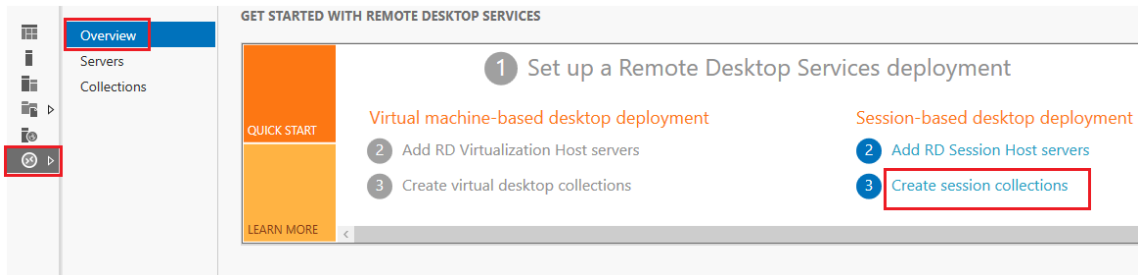 GET STARTED WITH REMOTE DESKTOP SERVICES
Overview
Servers
Collections
1 Set up a Remote Desktop Services deployment
QUICK START
LEARN MORE
Virtual machine-based desktop deployment
2 Add RD Virtualization Host servers
3 Create virtual desktop collections
Session-based desktop deployment
2 Add RD Session Host servers
3 Create session collections